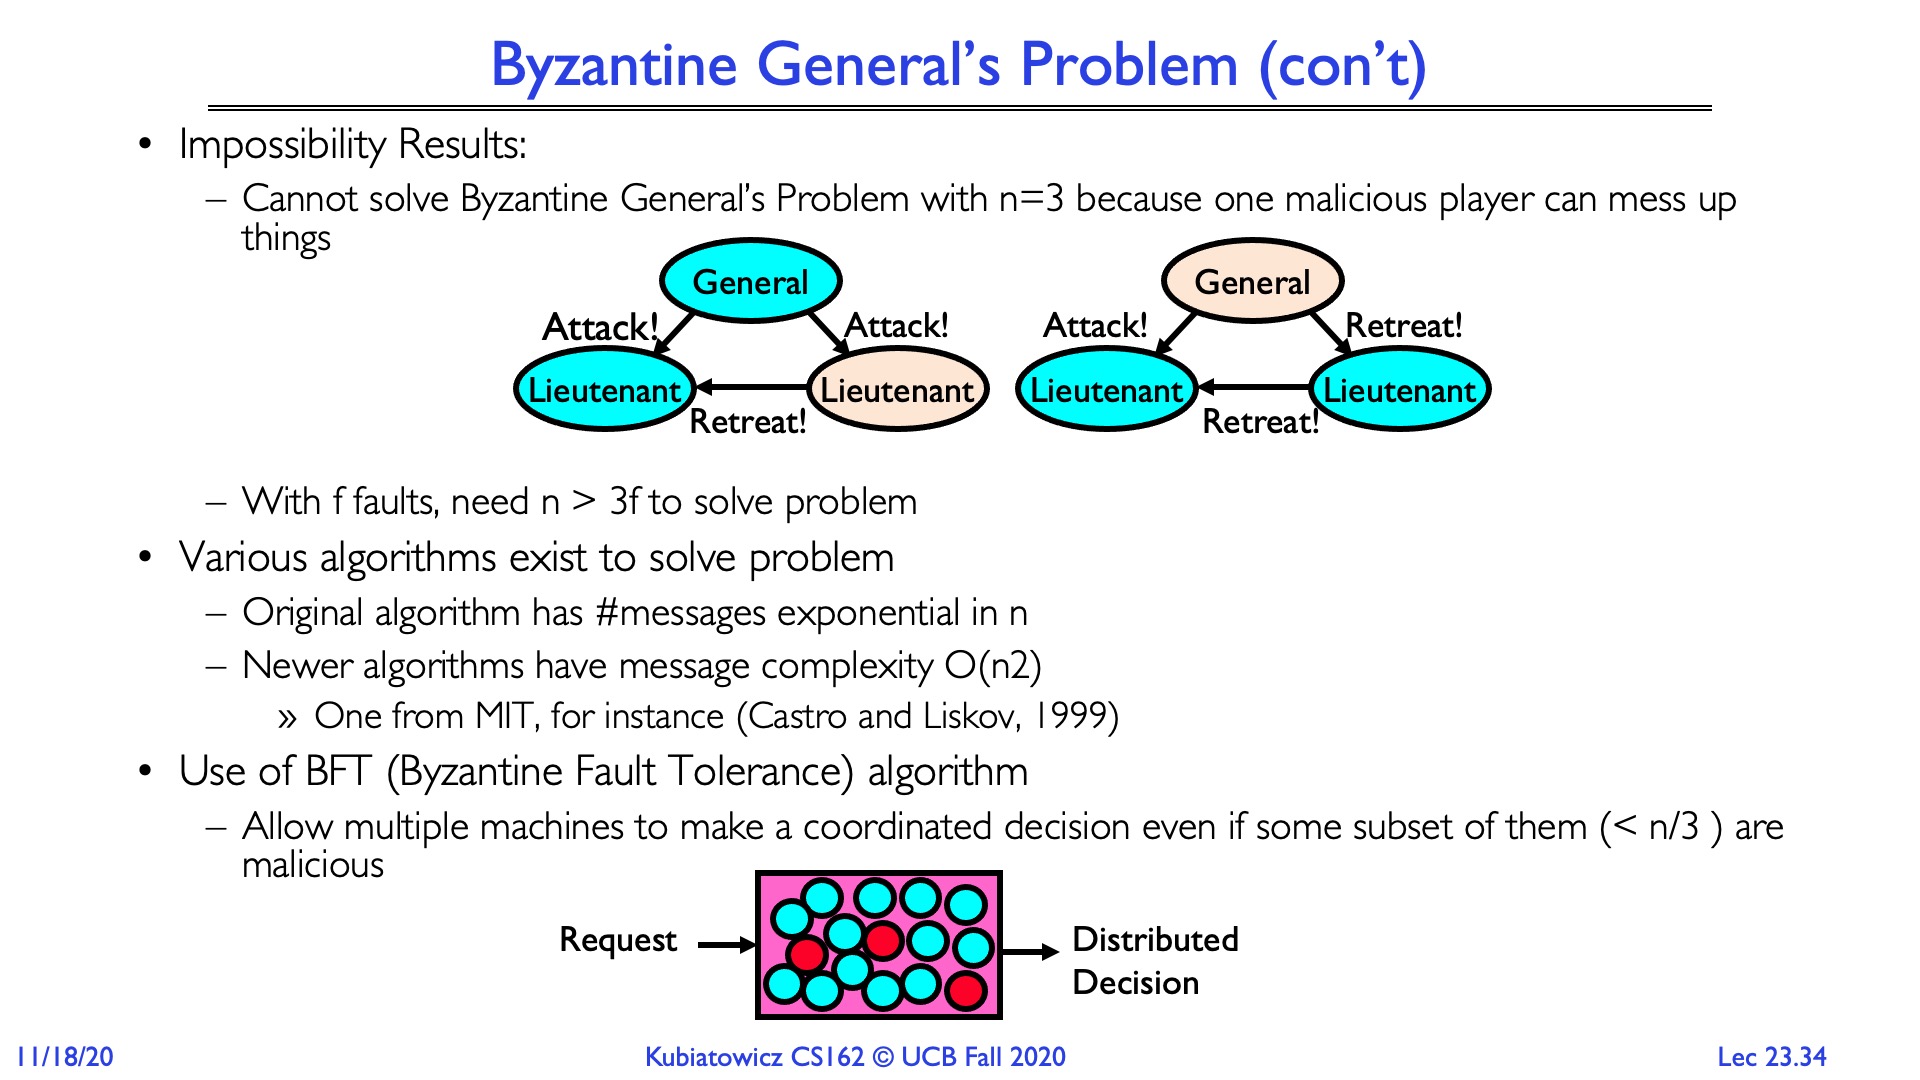 Byzantine General’s Problem (con’t)
• Impossibility Results:
– Cannot solve Byzantine General’s Problem with n=3 because one malicious player can mess up
things
General
General
Attack!
Attack!
Attack!
Retreat!
Lieutenant
Lieutenant
Lieutenant
Lieutenant
Retreat!
Retreat!
– With f faults, need n > 3f to solve problem
• Various algorithms exist to solve problem
– Original algorithm has #messages exponential in n
– Newer algorithms have message complexity O(n2)
» One from MIT, for instance (Castro and Liskov, 1999)
• Use of BFT (Byzantine Fault Tolerance) algorithm
– Allow multiple machines to make a coordinated decision even if some subset of them (< n/3 ) are
malicious
Request
Distributed
Decision
11/18/20
Kubiatowicz CS162 © UCB Fall 2020
Lec 23.34